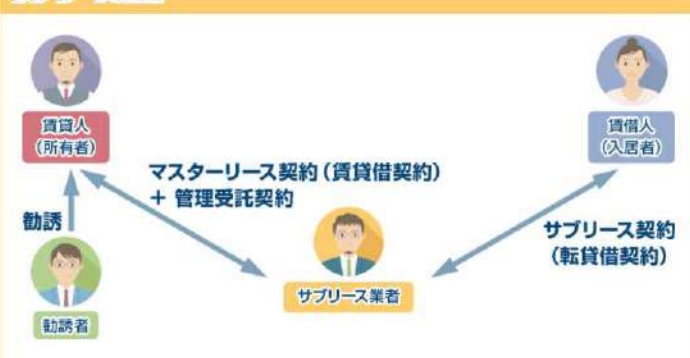 賃貸人
(所有者)
賃借人
(入居者)
マスターリース契約(賃貸借契約)
+ 管理受託契約
勧誘
サブリース契約
(転貸借契約)
サブリース業者
勧誘者